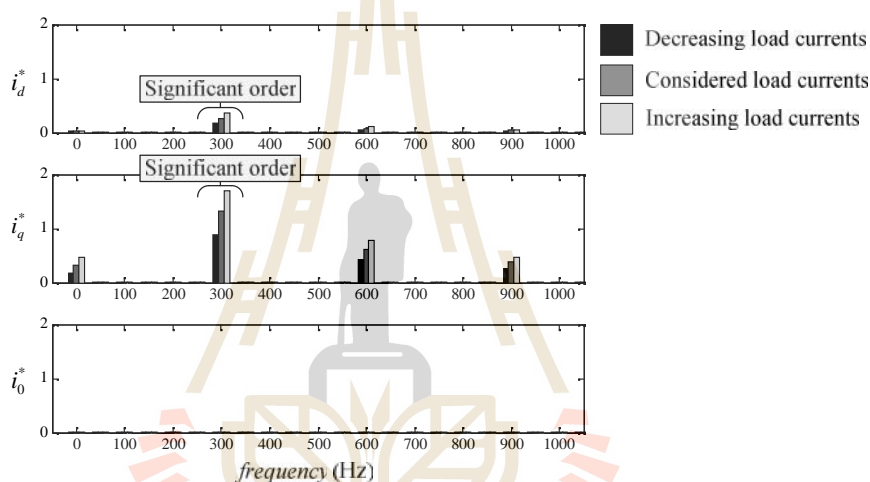 2
1
0
i*d
Significant order
0 100 200 300 400 500 600 700 800 900 1000
Decreasing load currents
Considered load currents
Increasing load currents
2
1
0
i*q
Significant order
0 100 200 300 400 500 600 700 800 900 1000
2
1
0
i*0
0 100 200 300 400 500 600 700 800 900 1000
frequency (Hz)